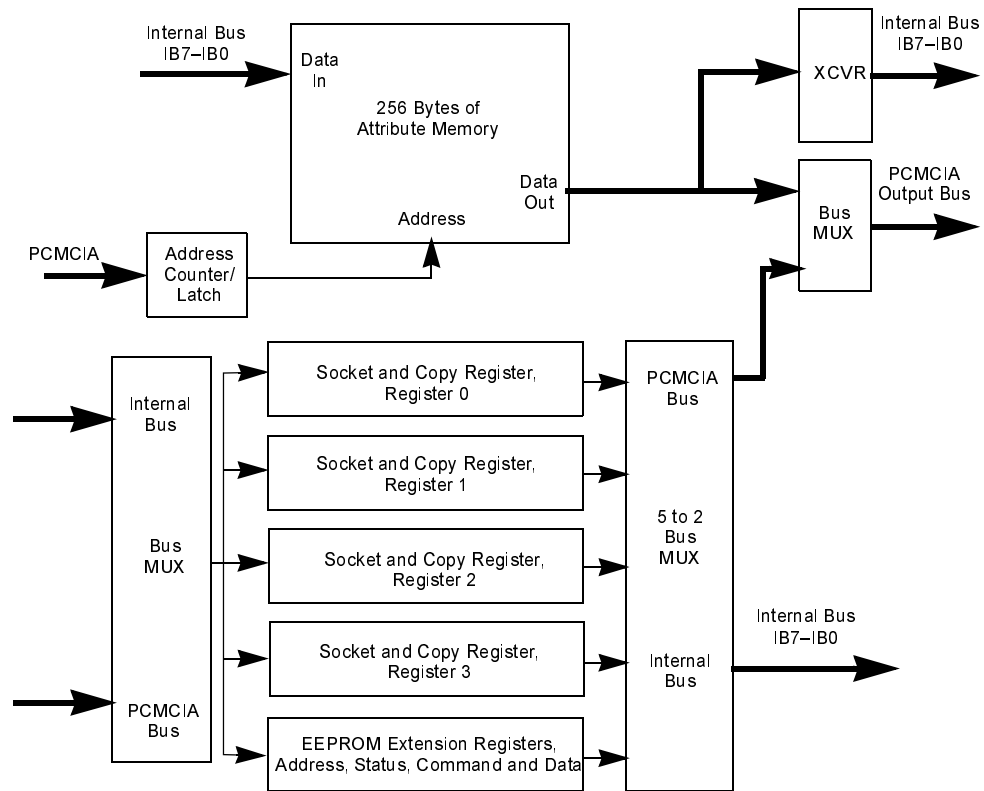 Internal Bus
IB7–IB0
Data
In
256 Bytes of
Attribute Memory
Data
Out
Address
XCVR
Internal Bus
IB7–IB0
PCMCIA
Output Bus
Bus
MUX
PCMCIA
Address
Counter/
Latch
Internal
Bus
Bus
MUX
PCMCIA
Bus
Socket and Copy Register,
Register 0
Socket and Copy Register,
Register 1
Socket and Copy Register,
Register 2
Socket and Copy Register,
Register 3
EEPROM Extension Registers,
Address, Status, Command and Data
PCMCIA
Bus
5 to 2
Bus
MUX
Internal
Bus
Internal Bus
IB7–IB0